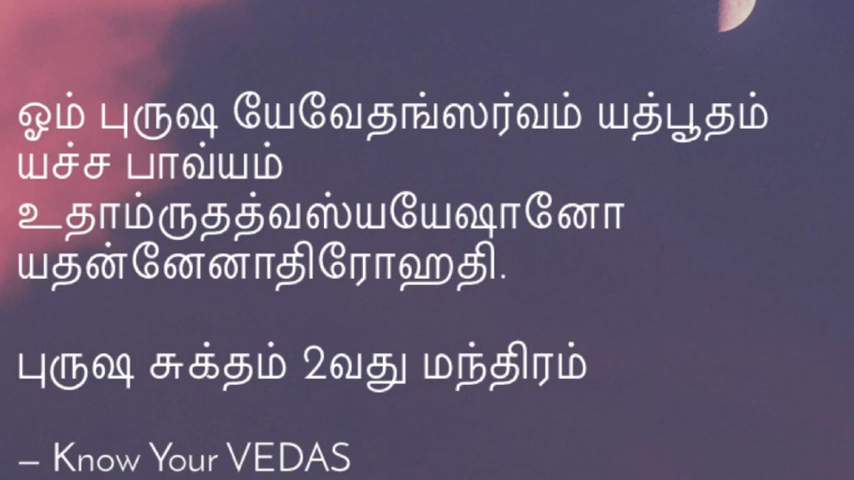 ஓம் புருஷ யேவேதங்ஸர்வம் யத்பூதம்
யச்ச பாவ்யம்
உதாம்ருதத்வஸ்யயேஷானோ
யதன்னேனாதிரோஹதி.
புருஷ சுக்தம் 2வது மந்திரம்
– Know Your VEDAS